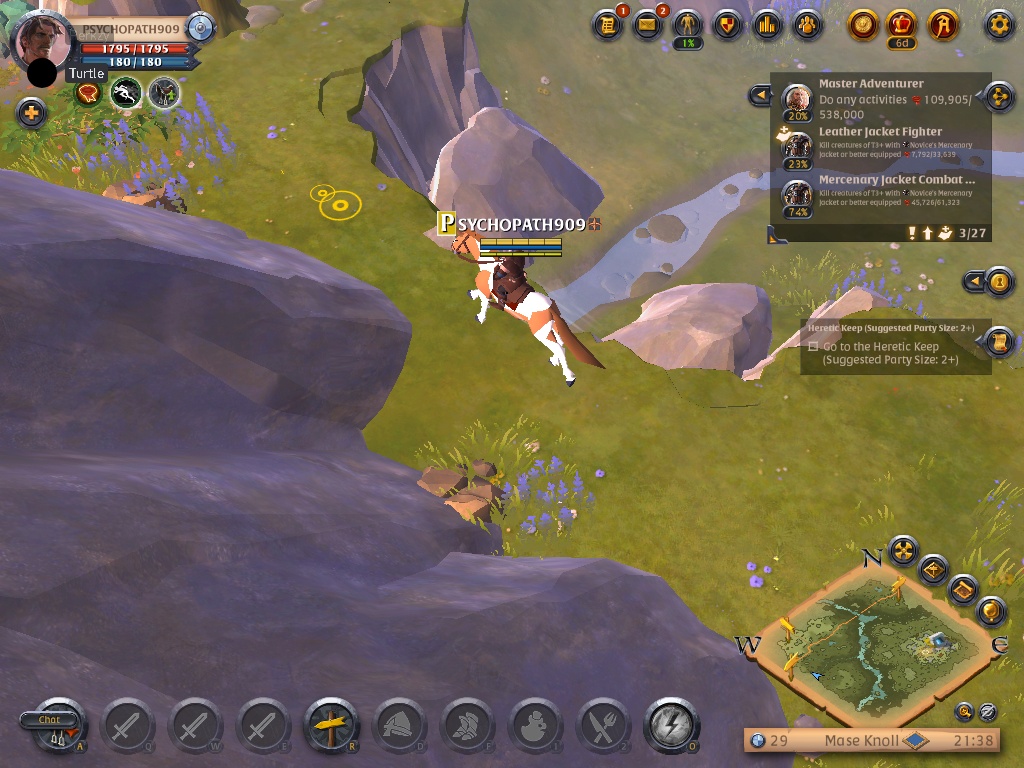 PSYCHOPATH909
1795 / 1795
180 / 180
Turtle
1
2
1%
6d
Master Adventurer
Do any activities 109,905/
538,000
20%
Leather Jacket Fighter
Kill creatures of T3+ with Novice's Mercenary
Jacket or better equipped 7,792/33,639
23%
Mercenary Jacket Combat ...
Kill creatures of T3+ with Novice's Mercenary
Jacket or better equipped 45,726/61,323
74%
3/27
PSYCHOPATH909
Heretic Keep (Suggested Party Size: 2+)
Go to the Heretic Keep
(Suggested Party Size: 2+)
N
W
E
Chat
A
Q
W
E
R
D
F
1
2
O
29
Mase Knoll
21:38